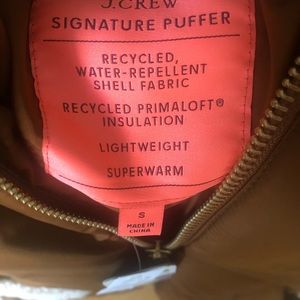 J.CREW
SIGNATURE PUFFER
RECYCLED,
WATER-REPELLENT
SHELL FABRIC
RECYCLED PRIMALOFT®
INSULATION
LIGHTWEIGHT
SUPERWARM
S
MADE IN
CHINA